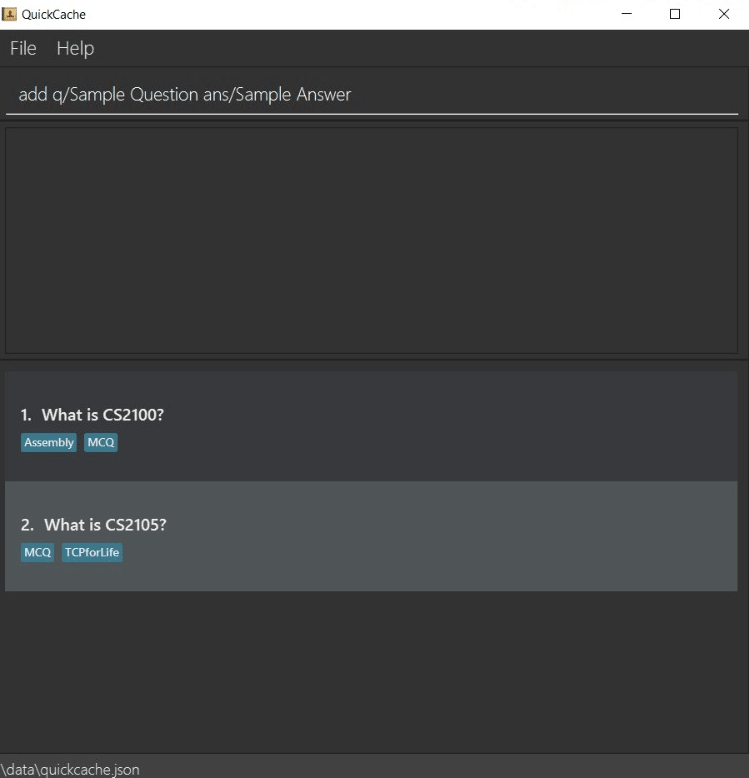 QuickCache
File Help
add q/Sample Question ans/Sample Answer
1. What is CS2100?
Assembly MCQ
2. What is CS2105?
MCQ TCPforLife
\data\quickcache.json